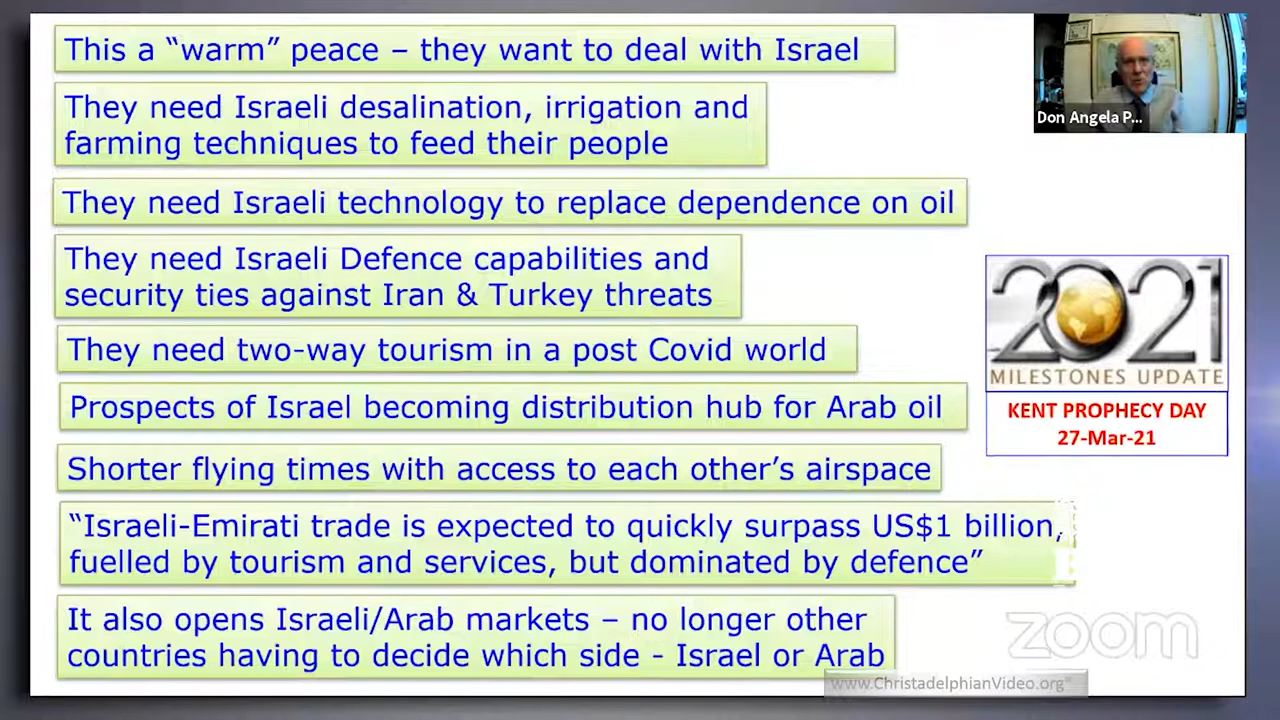 This a “warm” peace – they want to deal with Israel
They need Israeli desalination, irrigation and
farming techniques to feed their people
They need Israeli technology to replace dependence on oil
They need Israeli Defence capabilities and
security ties against Iran & Turkey threats
They need two-way tourism in a post Covid world
Prospects of Israel becoming distribution hub for Arab oil
Shorter flying times with access to each other’s airspace
“Israeli-Emirati trade is expected to quickly surpass US$1 billion,
fuelled by tourism and services, but dominated by defence”
It also opens Israeli/Arab markets – no longer other
countries having to decide which side - Israel or Arab
Don Angela P...
2021
MILESTONES UPDATE
KENT PROPHECY DAY
27-Mar-21
zoom
www.ChristadelphianVideo.org